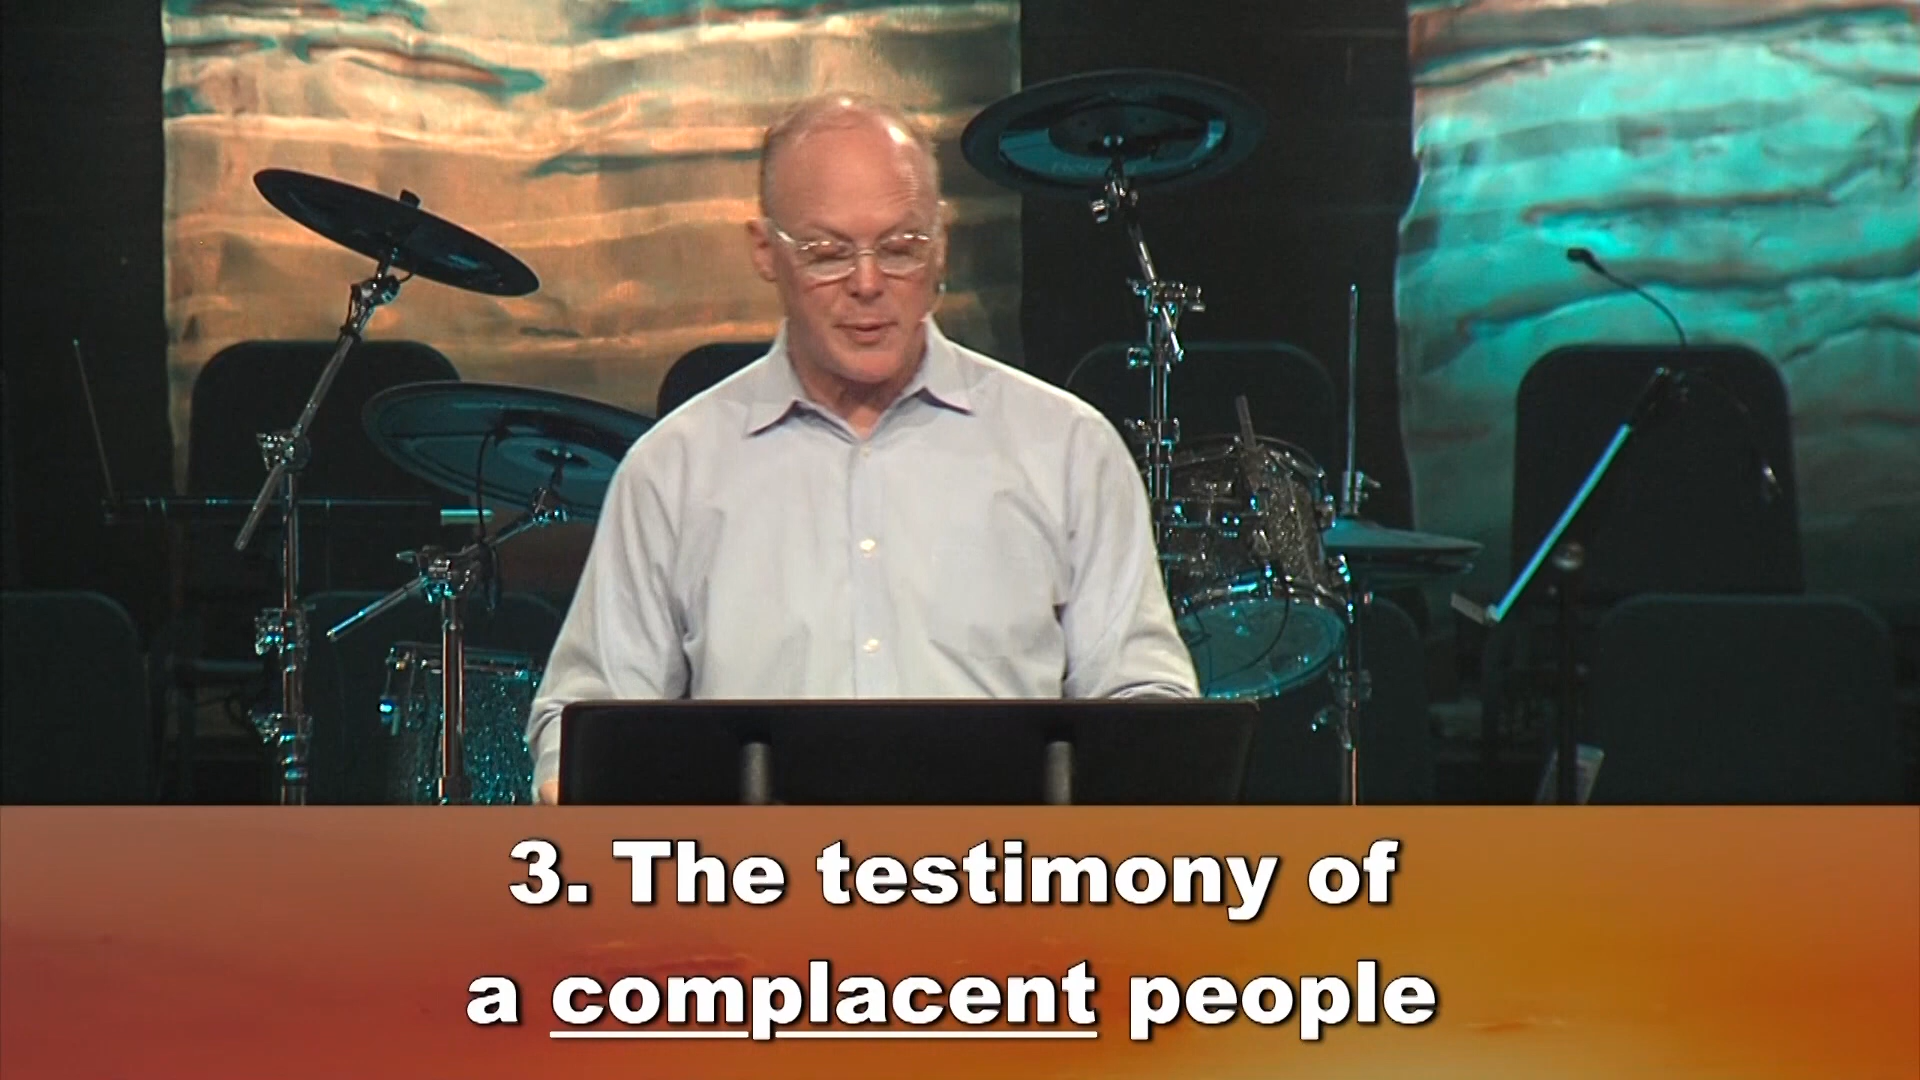 3. The testimony of
a complacent people